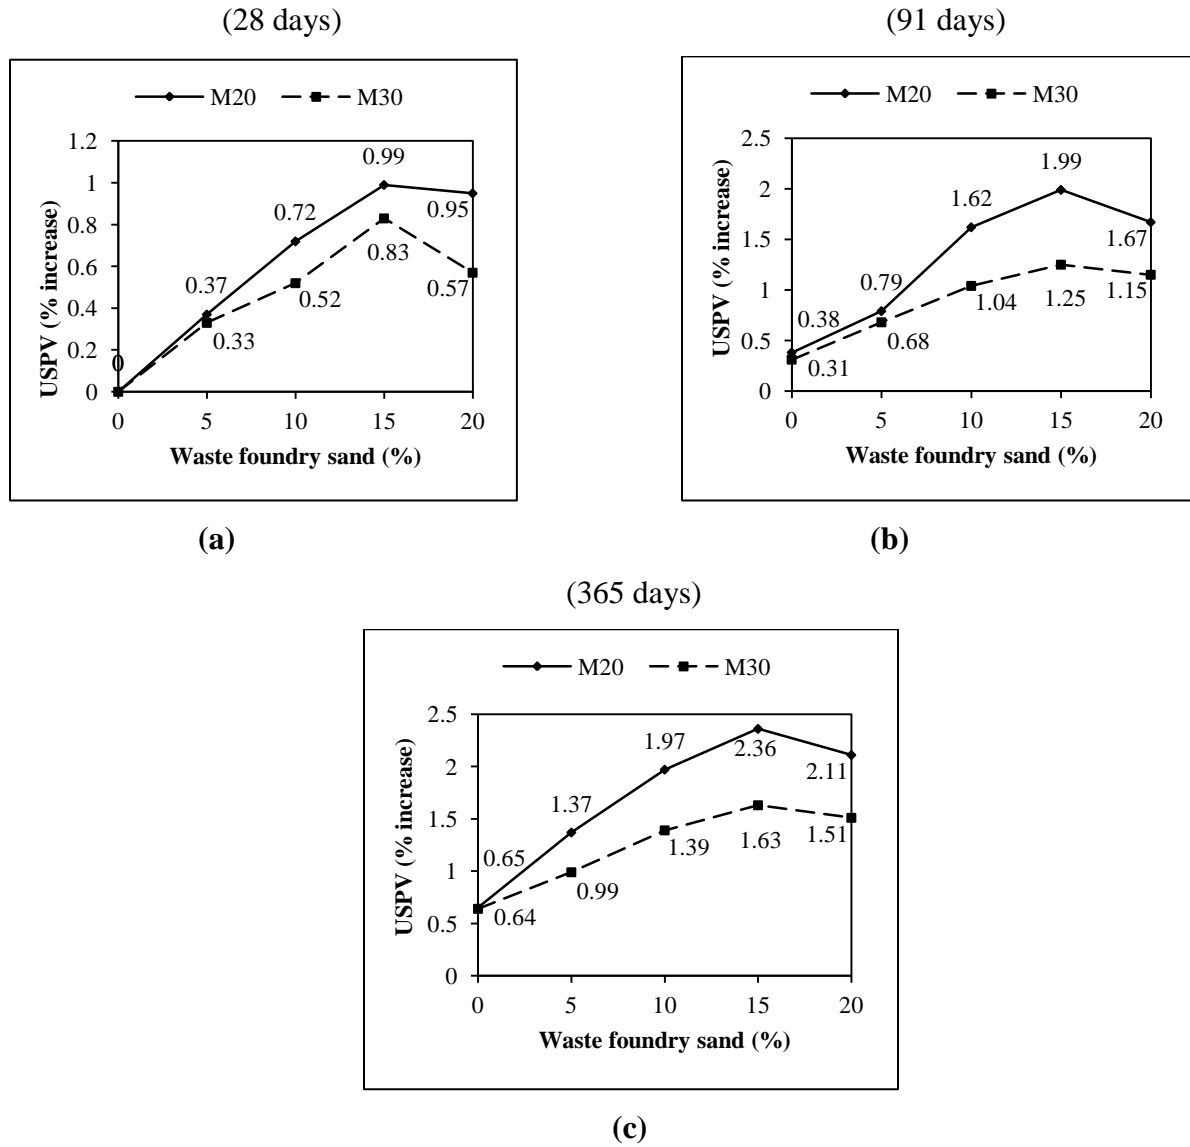 (28 days)
M20 M30
USPV (% increase)
1.2
1
0.8
0.6
0.4
0.2
0
0.99
0.72
0.95
0.37
0.83
0.52
0.57
0.33
0
0 5 10 15 20
Waste foundry sand (%)
(a)
(91 days)
M20 M30
USPV (% increase)
2.5
2
1.5
1
0.5
0
1.99
1.62
1.67
0.79
1.04
1.25
1.15
0.38
0.68
0.31
0 5 10 15 20
Waste foundry sand (%)
(b)
(365 days)
M20 M30
USPV (% increase)
2.5
2
1.5
1
0.5
0
1.97
2.36
2.11
1.37
1.39
1.63
1.51
0.65
0.99
0.64
0 5 10 15 20
Waste foundry sand (%)
(c)